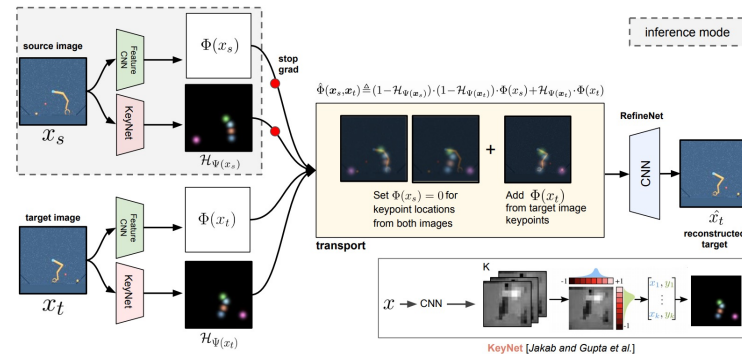 source image
Feature CNN
Φ(x_s)
stop
grad
inference mode
x_s
KeyNet
H_Ψ(x_s)
Φ̂(x_s,x_t)≜(1−H_Ψ(x_s))·(1−H_Ψ(x_t))·Φ(x_s)+H_Ψ(x_t)·Φ(x_t)
+
RefineNet
CNN
Set Φ(x_s) = 0 for
keypoint locations
from both images
Add Φ(x_t)
from target image
keypoints
transport
x̂_t
reconstructed
target
target image
Feature CNN
Φ(x_t)
x_t
KeyNet
H_Ψ(x_t)
K
-1 +1
+1
-1
x → CNN
x_1, y_1
⋮
x_k, y_k
KeyNet [Jakab and Gupta et al.]